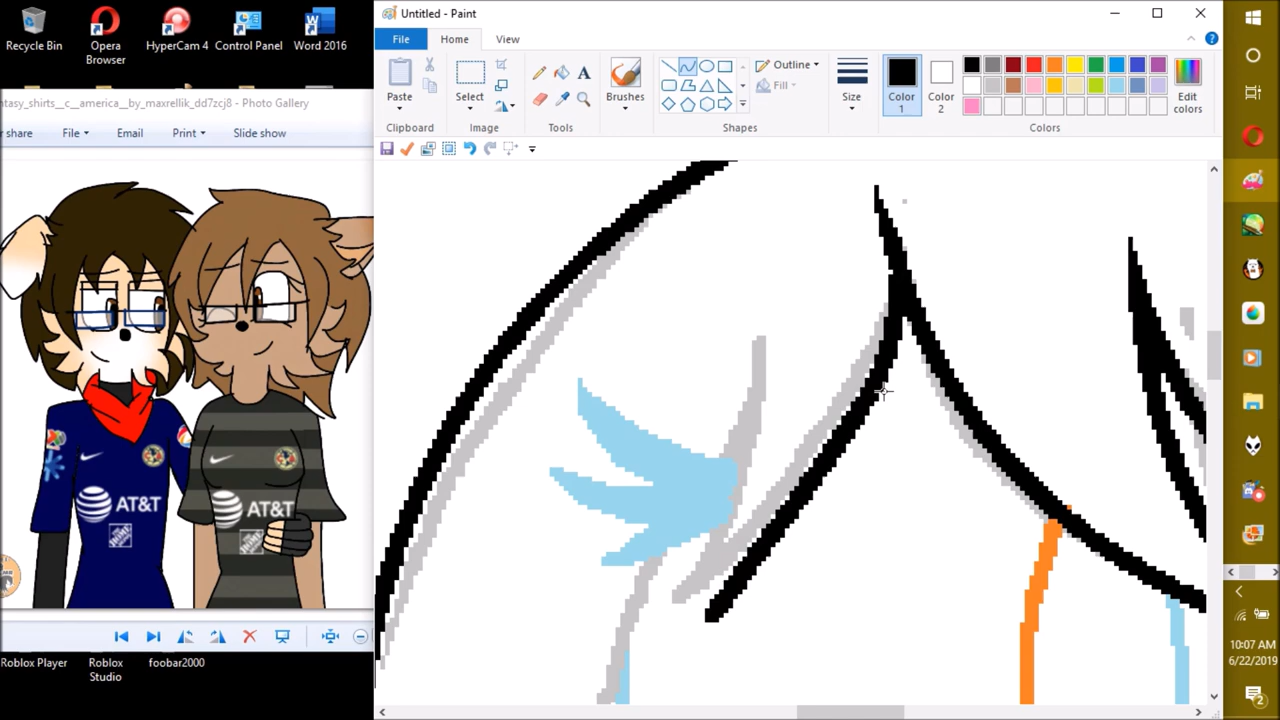 Recycle Bin
Opera Browser
HyperCam 4
Control Panel
Word 2016
ntasy_shirts__c__america__by_maxrellik_dd7zcj8 - Photo Gallery
r share File Email Print Slide show
AT&T
AT&T
Roblox Player
Roblox Studio
foobar2000
Untitled - Paint
File Home View
Paste
Select
Brushes
Outline
Fill
Size
Color 1
Color 2
Edit colors
Clipboard Image Tools Shapes Colors
10:07 AM
6/22/2019
2